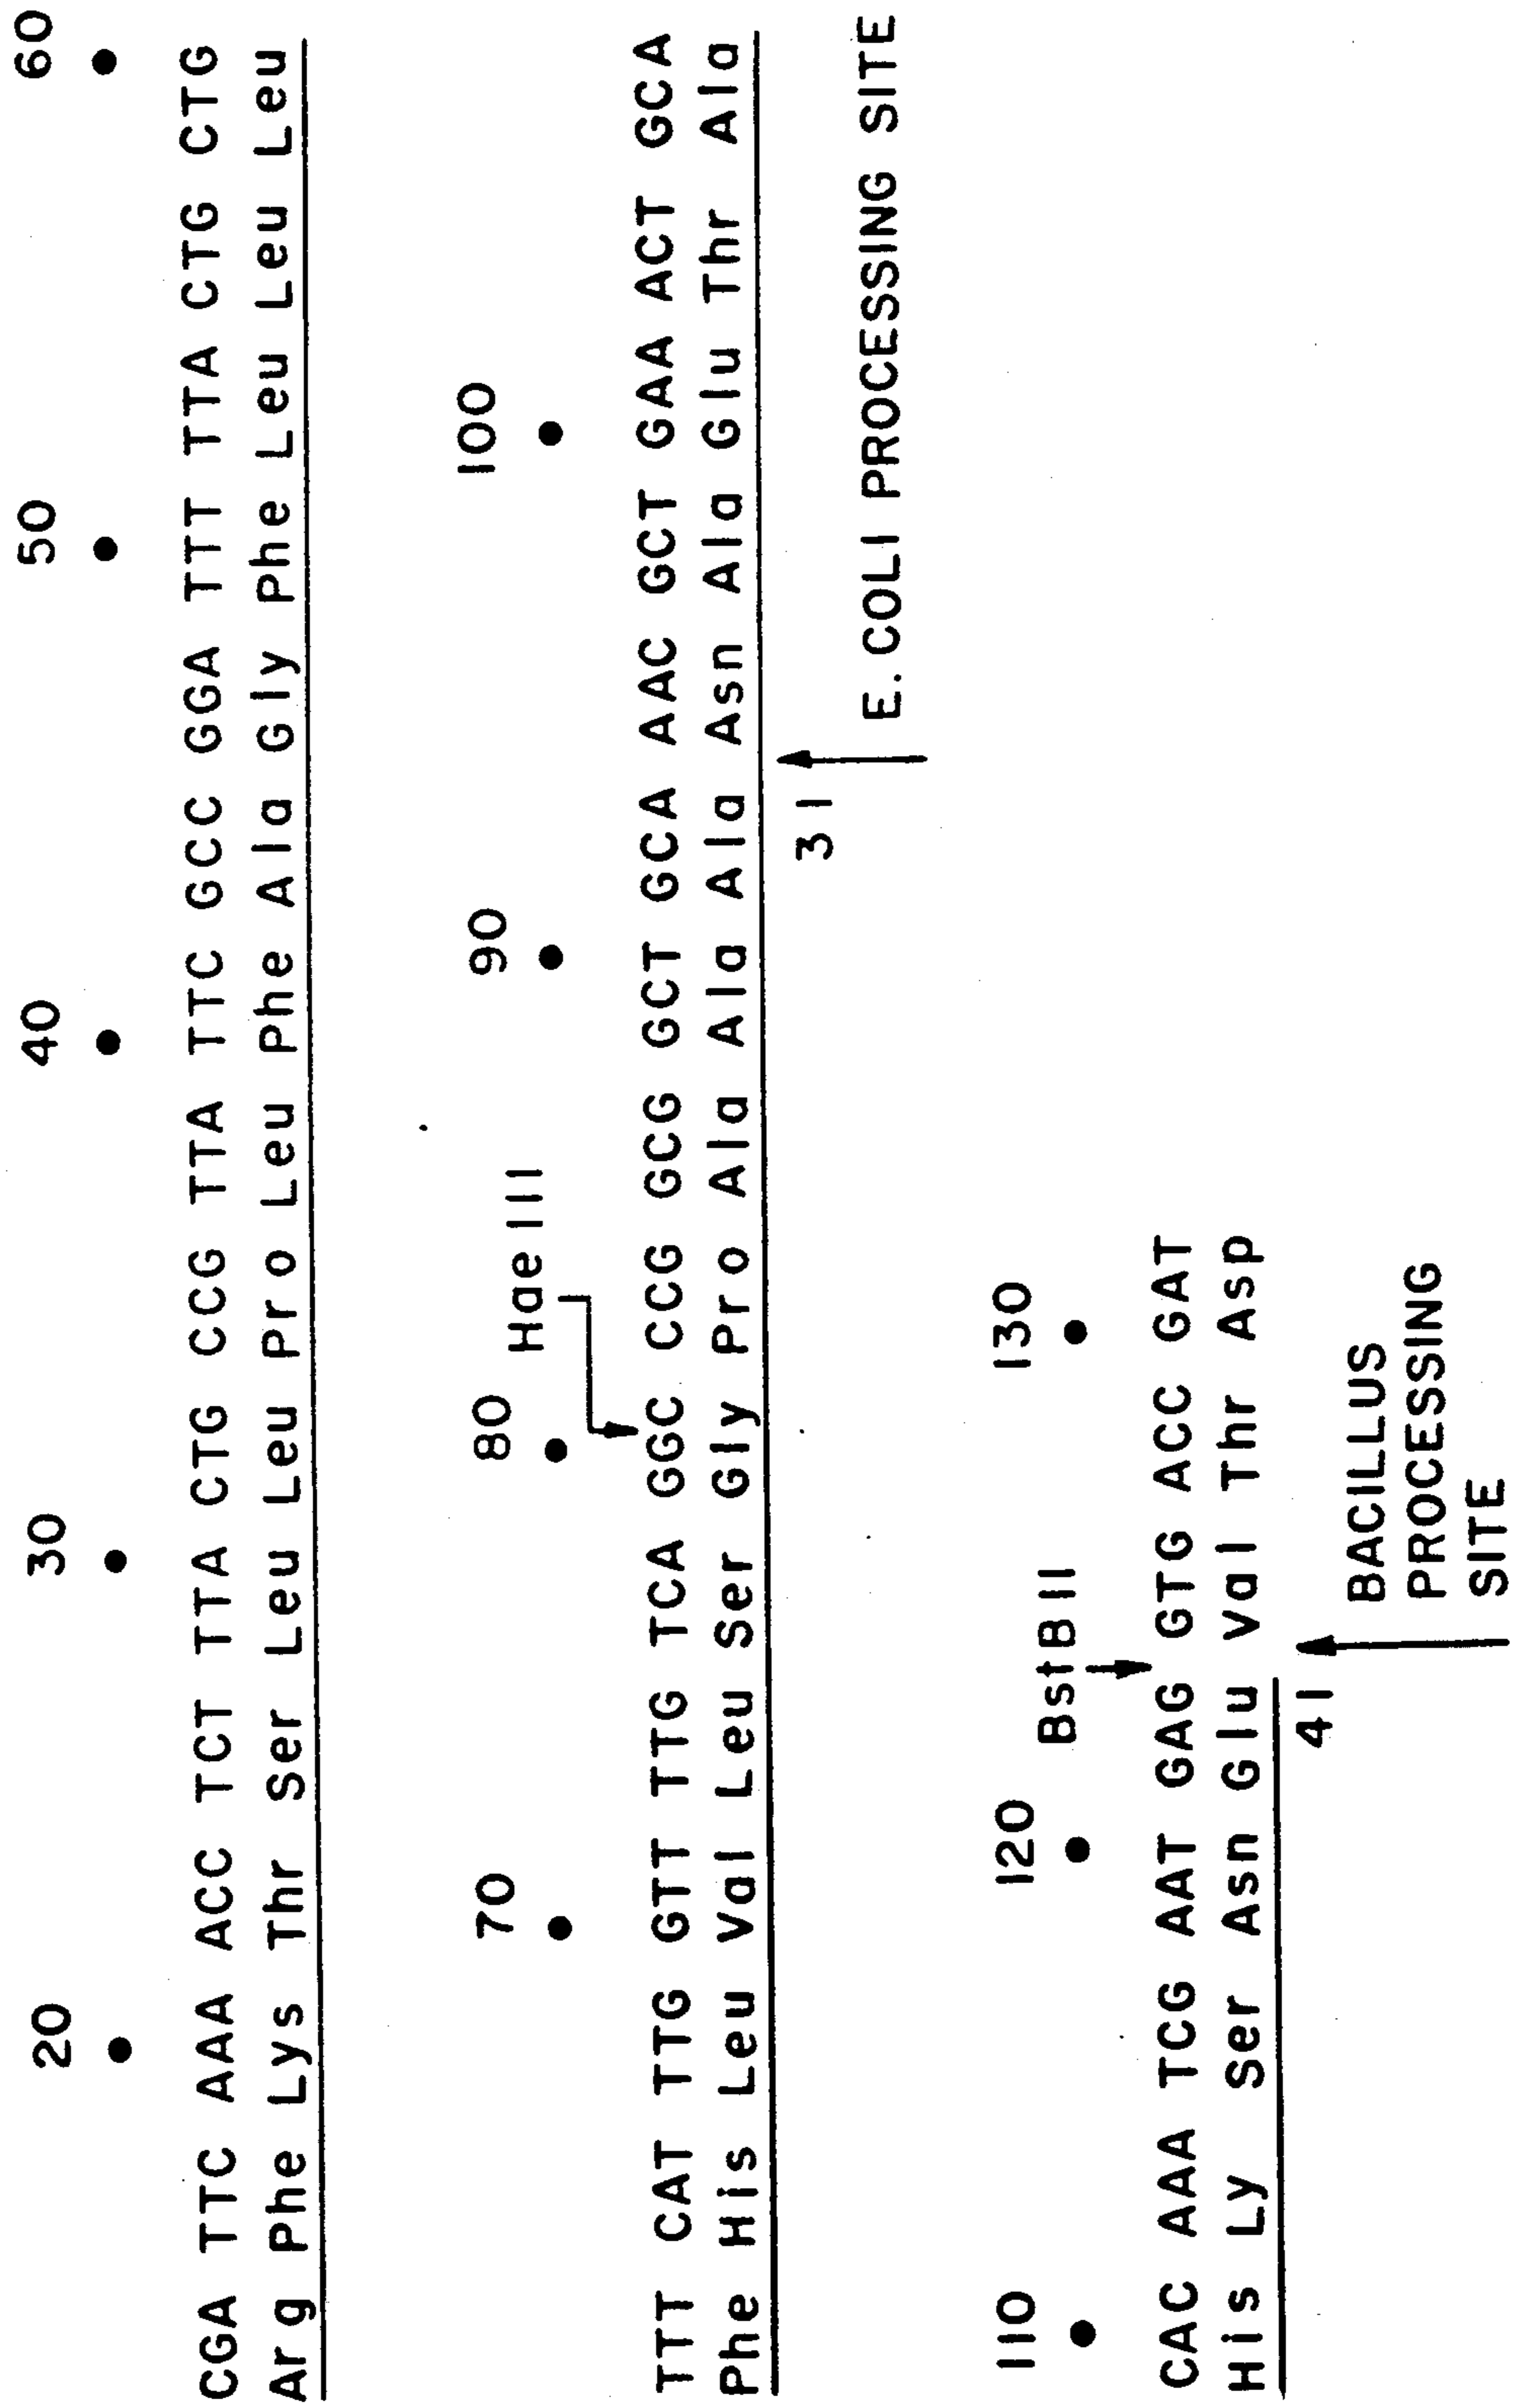 20 30 40 50 60
CGA TTC AAA ACC TCT TTA CTG CCG TTA TTC GCC GGA TTT TTA CTG CTG
Arg Phe Lys Thr Ser Leu Leu Pro Leu Phe Ala Gly Phe Leu Leu Leu
HaeIII
70 80 90 100
TTT CAT TTG GTT TTG TCA GGC CCG GCG GCT GCA AAC GCT GAA ACT GCA
Phe His Leu Val Leu Ser Gly Pro Ala Ala Ala Asn Ala Glu Thr Ala
31
E. COLI PROCESSING SITE
BstBII
110 120 130
CAC AAA TCG AAT GAG GTG ACC GAT
His Ly Ser Asn Glu Val Thr Asp
41
BACILLUS
PROCESSING
SITE